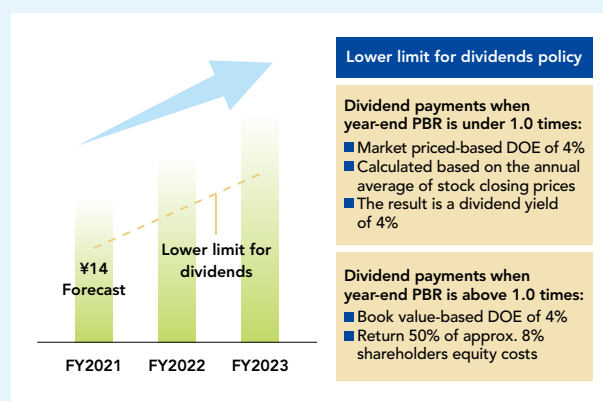 Lower limit for dividends policy
Dividend payments when
year-end PBR is under 1.0 times:
Market priced-based DOE of 4%
Calculated based on the annual
average of stock closing prices
The result is a dividend yield
of 4%
Dividend payments when
year-end PBR is above 1.0 times:
Book value-based DOE of 4%
Return 50% of approx. 8%
shareholders equity costs
¥14
Forecast
Lower limit for
dividends
FY2021 FY2022 FY2023